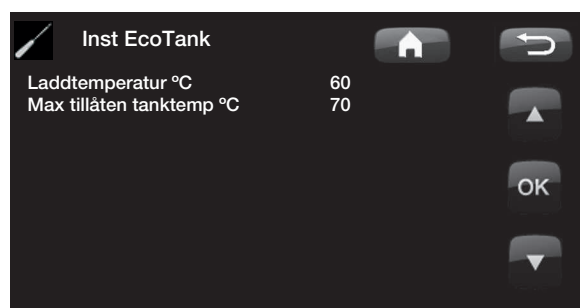 Inst EcoTank
Laddtemperatur ºC 60
Max tillåten tanktemp ºC 70
OK